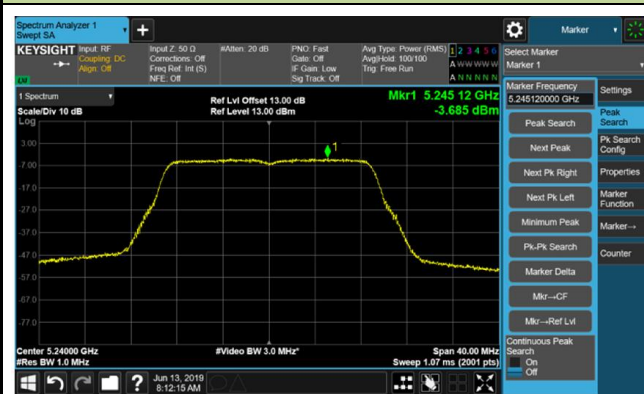 Spectrum Analyzer 1
Swept SA
+
Marker
KEYSIGHT
Input: RF
Coupling: DC
Align: Off
Input Z: 50 Ω
Corrections: Off
Freq Ref: Int (S)
NFE: Off
#Atten: 20 dB
PNO: Fast
Gate: Off
IF Gain: Low
Sig Track: Off
Avg Type: Power (RMS)
Avg|Hold: 100/100
Trig: Free Run
1 2 3 4 5 6
A W W W W W
A N N N N N
Select Marker
Marker 1
LXI
1 Spectrum
Scale/Div 10 dB
Log
Ref Lvl Offset 13.00 dB
Ref Level 13.00 dBm
Mkr1 5.245 12 GHz
-3.685 dBm
3.00
-7.00
-17.0
-27.0
-37.0
-47.0
-57.0
-67.0
-77.0
1
Center 5.24000 GHz
#Res BW 1.0 MHz
#Video BW 3.0 MHz*
Span 40.00 MHz
Sweep 1.07 ms (2001 pts)
Marker Frequency
5.245120000 GHz
Peak Search
Next Peak
Next Pk Right
Next Pk Left
Minimum Peak
Pk-Pk Search
Marker Delta
Mkr→CF
Mkr→Ref Lvl
Continuous Peak
Search
On
Off
Settings
Peak
Search
Pk Search
Config
Properties
Marker
Function
Marker→
Counter
?
Jun 13, 2019
8:12:15 AM